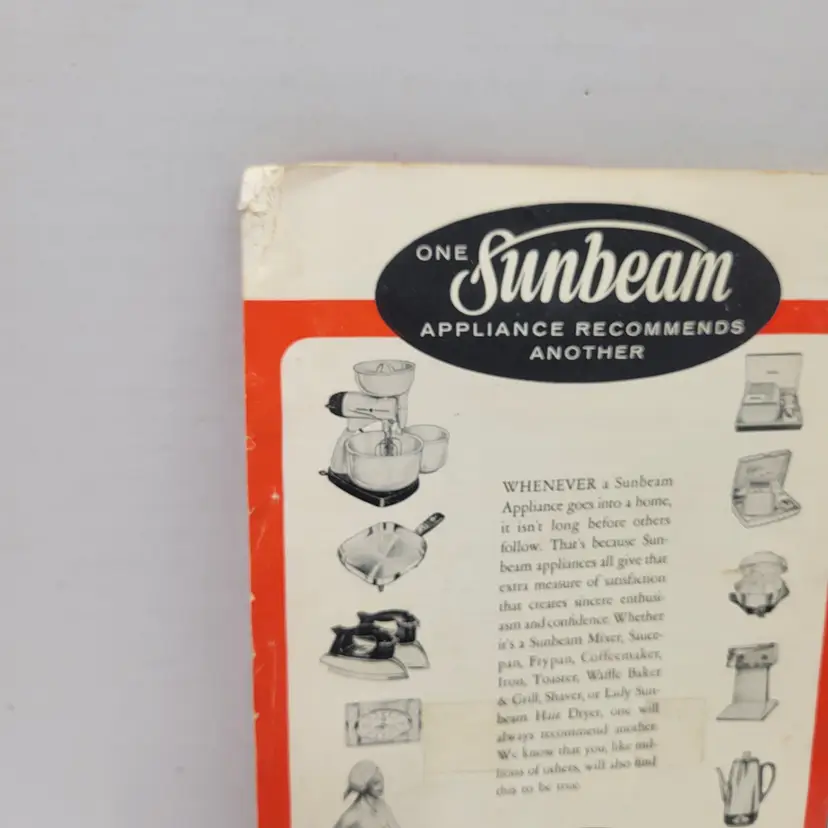 ONE Sunbeam
APPLIANCE RECOMMENDS
ANOTHER
WHENEVER a Sunbeam
Appliance goes into a home,
it isn't long before others
follow. That's because Sun-
beam appliances all give that
extra measure of satisfaction
that creates sincere enthusi-
asm and confidence. Whether
it's a Sunbeam Mixer, Sauce-
pan, Frypan, Coffeemaker,
Iron, Toaster, Waffle Baker
& Grill, Shaver, or Lady Sun-
beam Hair Dryer, one will
always recommend another.
We know that you, like mil-
lions of others, will also find
this to be true.